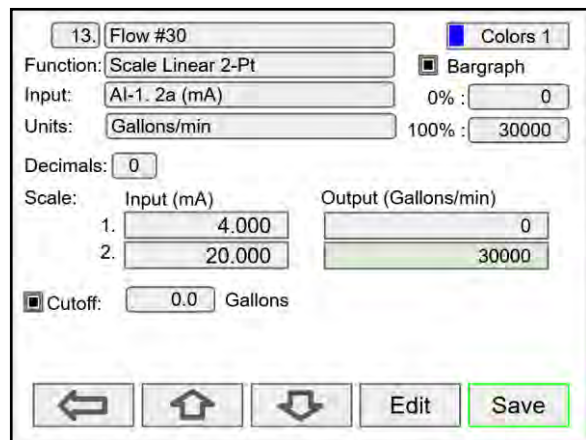 13. Flow #30 Colors 1
Function: Scale Linear 2-Pt Bargraph
Input: AI-1. 2a (mA) 0% : 0
Units: Gallons/min 100% : 30000
Decimals: 0
Scale: Input (mA) Output (Gallons/min)
1. 4.000 0
2. 20.000 30000
Cutoff: 0.0 Gallons
Edit Save